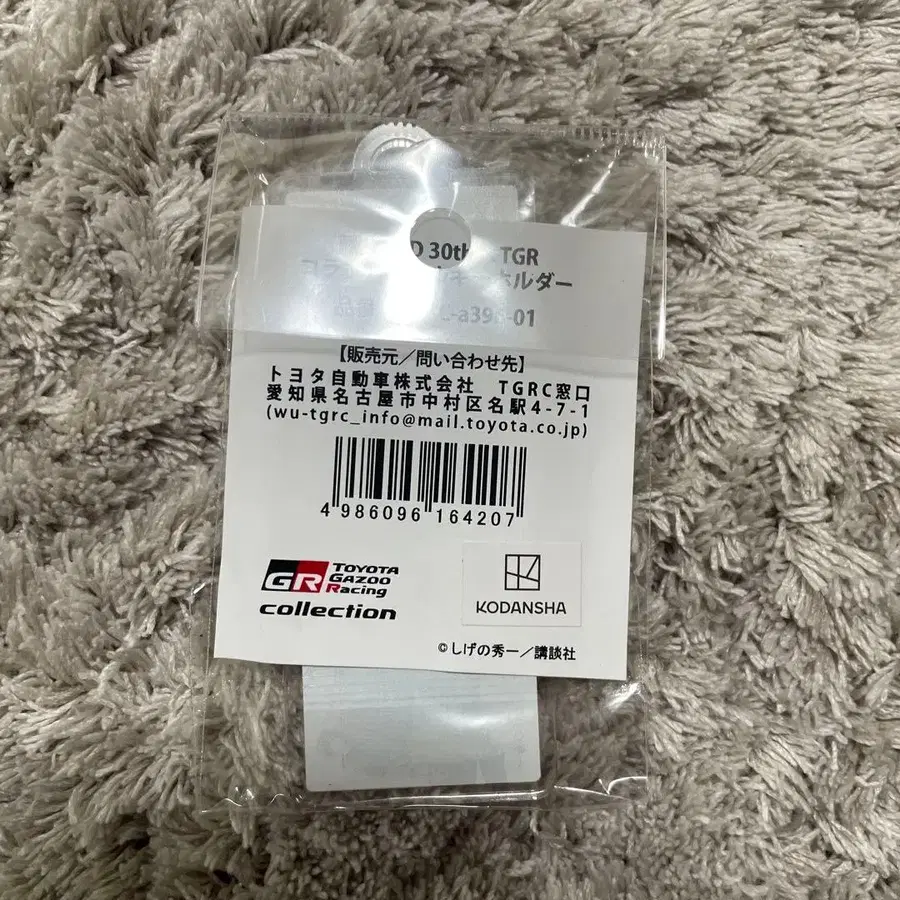 30th
TGR
ホルダー
-01
【販売元／問い合わせ先】
トヨタ自動車株式会社　TGRC窓口
愛知県名古屋市中村区名駅4-7-1
(wu-tgrc_info@mail.toyota.co.jp)
4 986096 164207
GR TOYOTA
GAZOO
Racing
collection
KODANSHA
©しげの秀一／講談社